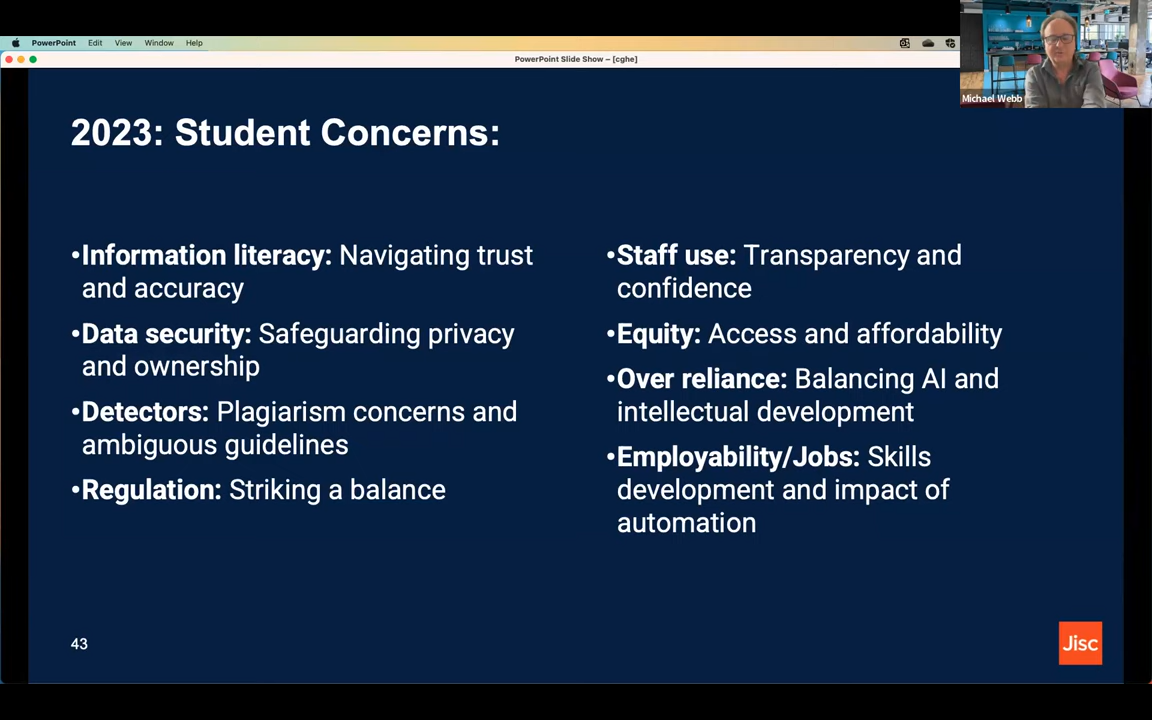 PowerPoint Edit View Window Help
PowerPoint Slide Show – [cghe]
Michael Webb
2023: Student Concerns:
•Information literacy: Navigating trust
and accuracy
•Data security: Safeguarding privacy
and ownership
•Detectors: Plagiarism concerns and
ambiguous guidelines
•Regulation: Striking a balance
•Staff use: Transparency and
confidence
•Equity: Access and affordability
•Over reliance: Balancing AI and
intellectual development
•Employability/Jobs: Skills
development and impact of
automation
43
Jisc